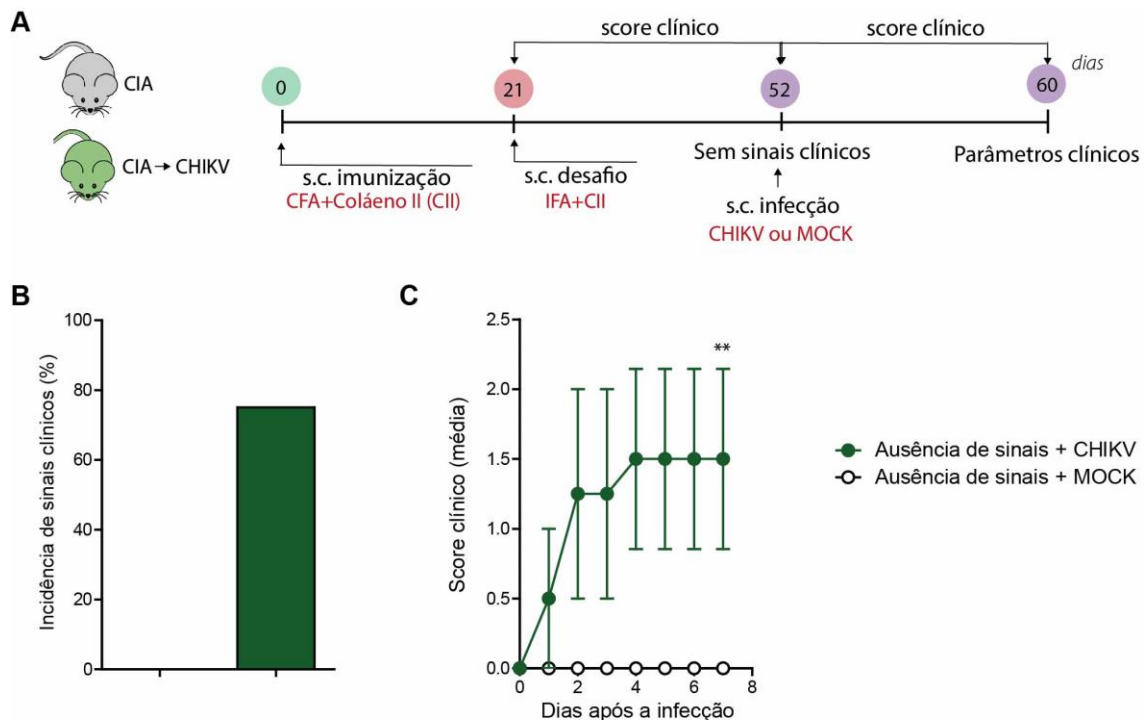 A
score clínico
score clínico
dias
CIA
0
21
52
60
CIA → CHIKV
s.c. imunização
CFA+Coláeno II (CII)
s.c. desafio
IFA+CII
Sem sinais clínicos
s.c. infecção
CHIKV ou MOCK
Parâmetros clínicos
B
Incidência de sinais clínicos (%)
100
80
60
40
20
0
C
Score clínico (média)
2.5
2.0
1.5
1.0
0.5
0.0
**
0 2 4 6 8
Dias após a infecção
Ausência de sinais + CHIKV
Ausência de sinais + MOCK